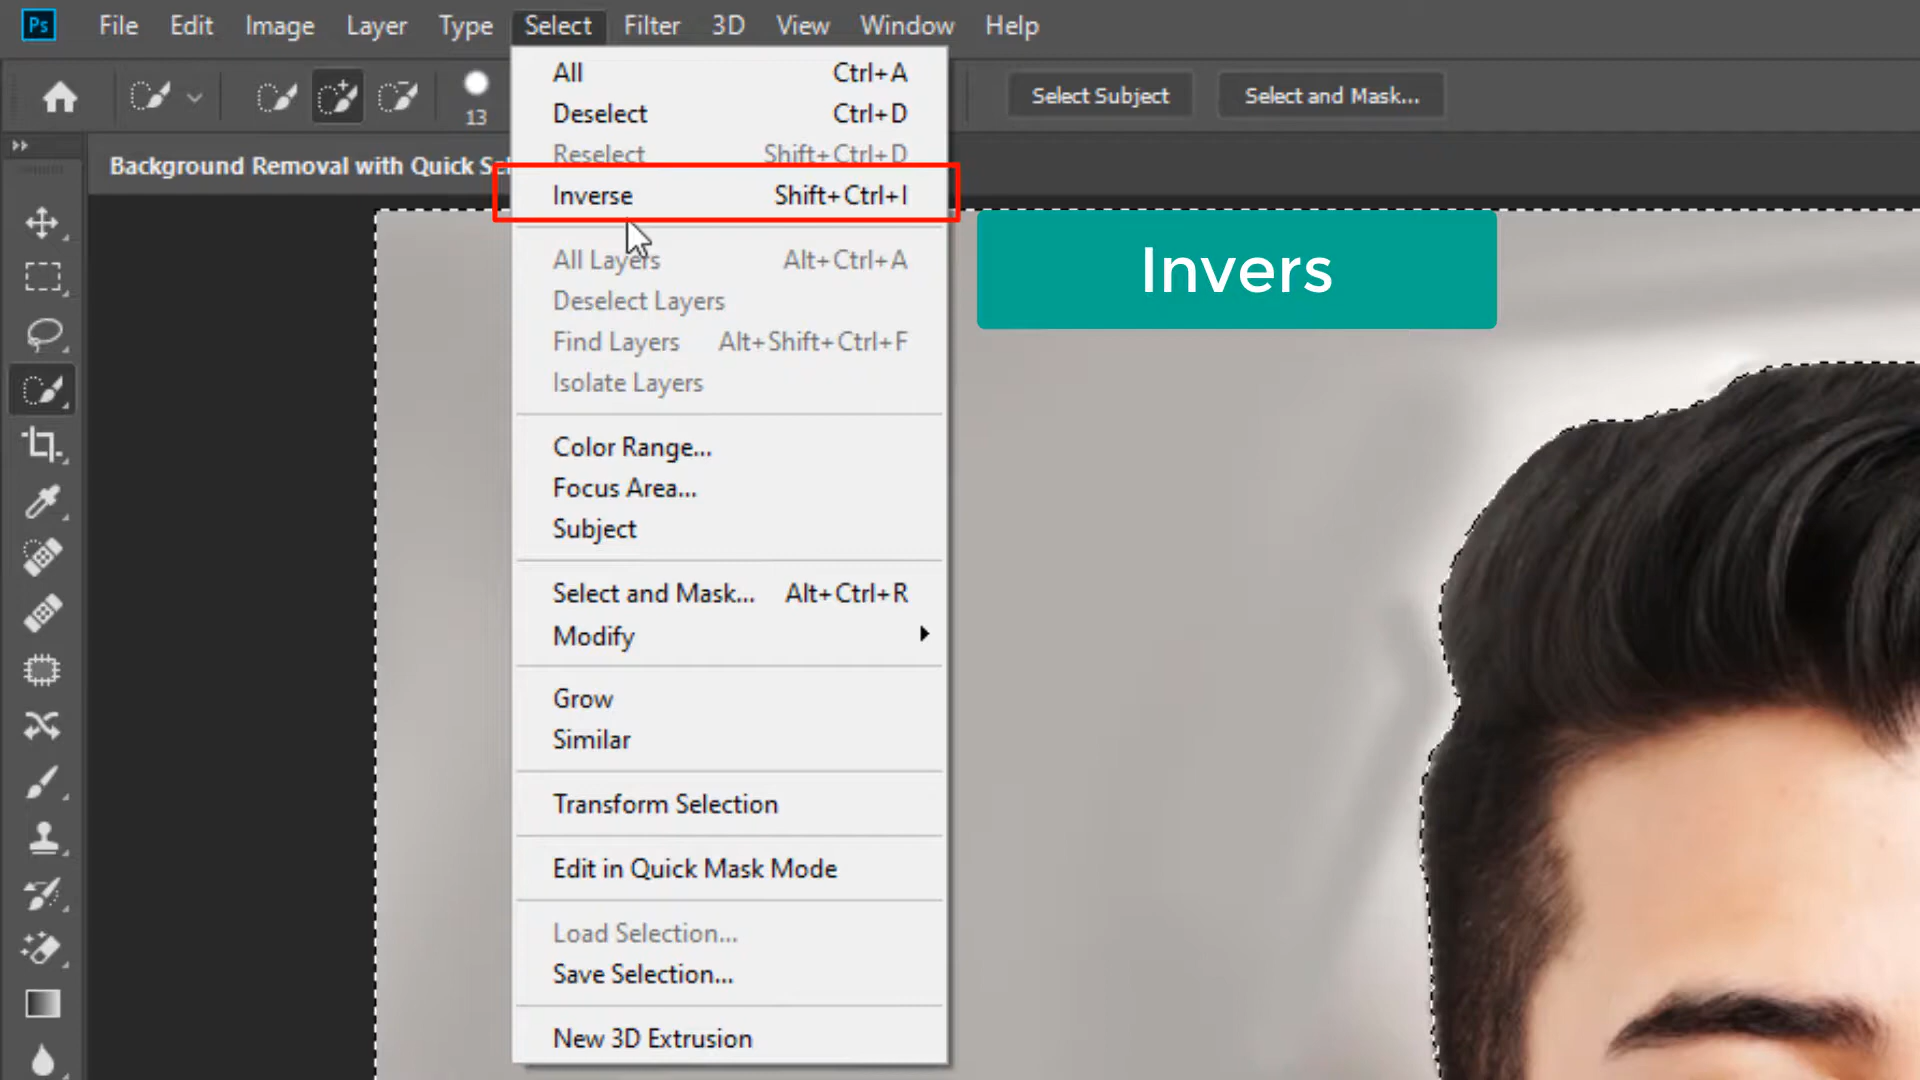 Ps File Edit Image Layer Type Select Filter 3D View Window Help
13 Select Subject Select and Mask...
Background Removal with Quick Se
All Ctrl+A
Deselect Ctrl+D
Reselect Shift+Ctrl+D
Inverse Shift+Ctrl+I
All Layers Alt+Ctrl+A
Deselect Layers
Find Layers Alt+Shift+Ctrl+F
Isolate Layers
Color Range...
Focus Area...
Subject
Select and Mask... Alt+Ctrl+R
Modify
Grow
Similar
Transform Selection
Edit in Quick Mask Mode
Load Selection...
Save Selection...
New 3D Extrusion
Invers